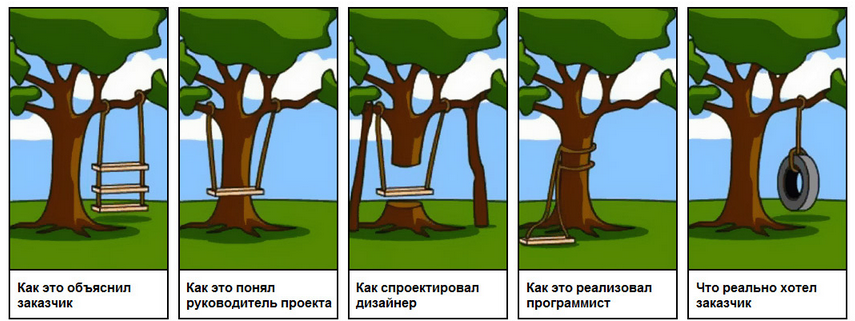 Как это объяснил
заказчик
Как это понял
руководитель проекта
Как спроектировал
дизайнер
Как это реализовал
программист
Что реально хотел
заказчик